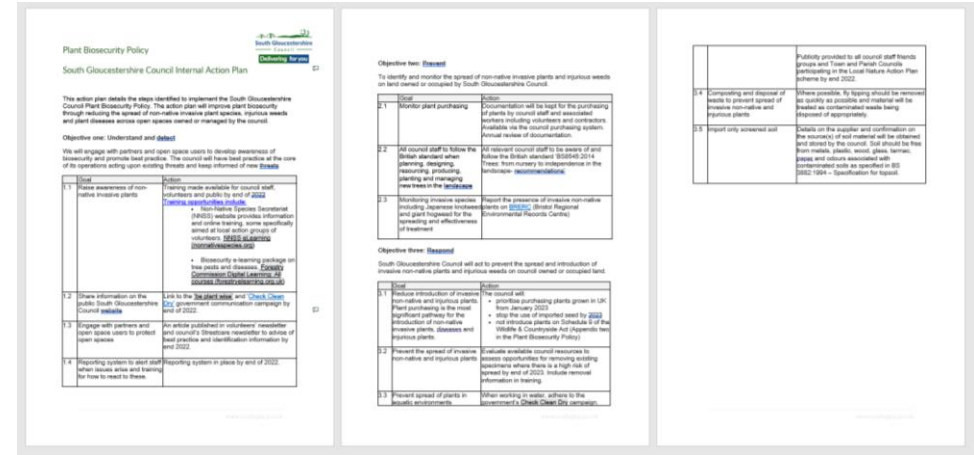 South Gloucestershire
Council
Delivering for you
Plant Biosecurity Policy
South Gloucestershire Council Internal Action Plan
This action plan details the steps identified to implement the South Gloucestershire
Council Plant Biosecurity Policy. The action plan will improve plant biosecurity
through reducing the spread of non-native invasive plant species, injurious weeds
and plant diseases across open spaces owned or managed by the council.
Objective one: Understand and detect
We will engage with partners and open space users to develop awareness of
biosecurity and promote best practice. The council will have best practice at the core
of its operations acting upon existing threats and keep informed of new threats.
Goal Action
1.1 Raise awareness of non-
native invasive plants
Training made available for council staff,
volunteers and public by end of 2022
Training opportunities include:
• Non-Native Species Secretariat
(NNSS) website provides information
and online training, some specifically
aimed at local action groups of
volunteers. NNSS eLearning
(nonnativespecies.org)
• Biosecurity e-learning package on
tree pests and diseases. Forestry
Commission Digital Learning: All
courses (forestrylearning.org.uk)
1.2 Share information on the
public South Gloucestershire
Council website
Link to the 'be plant wise' and 'Check Clean
Dry' government communication campaign by
end of 2022.
1.3 Engage with partners and
open space users to protect
open spaces
An article published in volunteers' newsletter
and council's Streetcare newsletter to advise of
best practice and identification information by
end 2022.
1.4 Reporting system to alert staff
when issues arise and training
for how to react to these.
Reporting system in place by end of 2022.
Objective two: Prevent
To identify and monitor the spread of non-native invasive plants and injurious weeds
on land owned or occupied by South Gloucestershire Council.
Goal Action
2.1 Monitor plant purchasing
Documentation will be kept for the purchasing
of plants by council staff and associated
workers including volunteers and contractors.
Available via the council purchasing system.
Annual review of documentation.
2.2 All council staff to follow the
British standard when
planning, designing,
resourcing, producing,
planting and managing
new trees in the landscape
All relevant council staff to be aware of and
follow the British standard 'BS8545:2014
Trees: from nursery to independence in the
landscape- recommendations'.
2.3 Monitoring invasive species
including Japanese knotweed
and giant hogweed for the
spreading and effectiveness
of treatment
Report the presence of invasive non-native
plants on BRERC (Bristol Regional
Environmental Records Centre)
Objective three: Respond
South Gloucestershire Council will act to prevent the spread and introduction of
invasive non-native plants and injurious weeds on council owned or occupied land.
Goal Action
3.1 Reduce introduction of invasive
non-native and injurious plants.
Plant purchasing is the most
significant pathway for the
introduction of non-native
invasive plants, diseases and
injurious plants.
The council will:
• prioritise purchasing plants grown in UK
from January 2023
• stop the use of imported seed by 2023
• not introduce plants on Schedule 9 of the
Wildlife & Countryside Act (Appendix two
in the Plant Biosecurity Policy)
3.2 Prevent the spread of invasive
non-native and injurious plants
Evaluate available council resources to
assess opportunities for removing existing
specimens where there is a high risk of
spread by end of 2023. Include removal
information in training.
3.3 Prevent spread of plants in
aquatic environments
When working in water, adhere to the
government's Check Clean Dry campaign.
Publicity provided to all council staff friends
groups and Town and Parish Councils
participating in the Local Nature Action Plan
scheme by end 2022.
3.4 Composting and disposal of
waste to prevent spread of
invasive non-native and
injurious plants
Where possible, fly tipping should be removed
as quickly as possible and material will be
treated as contaminated waste being
disposed of appropriately.
3.5 Import only screened soil
Details on the supplier and confirmation on
the source(s) of soil material will be obtained
and stored by the council. Soil should be free
from metals, plastic, wood, glass, tarmac,
paper and odours associated with
contaminated soils as specified in BS
3882:1994 – Specification for topsoil.